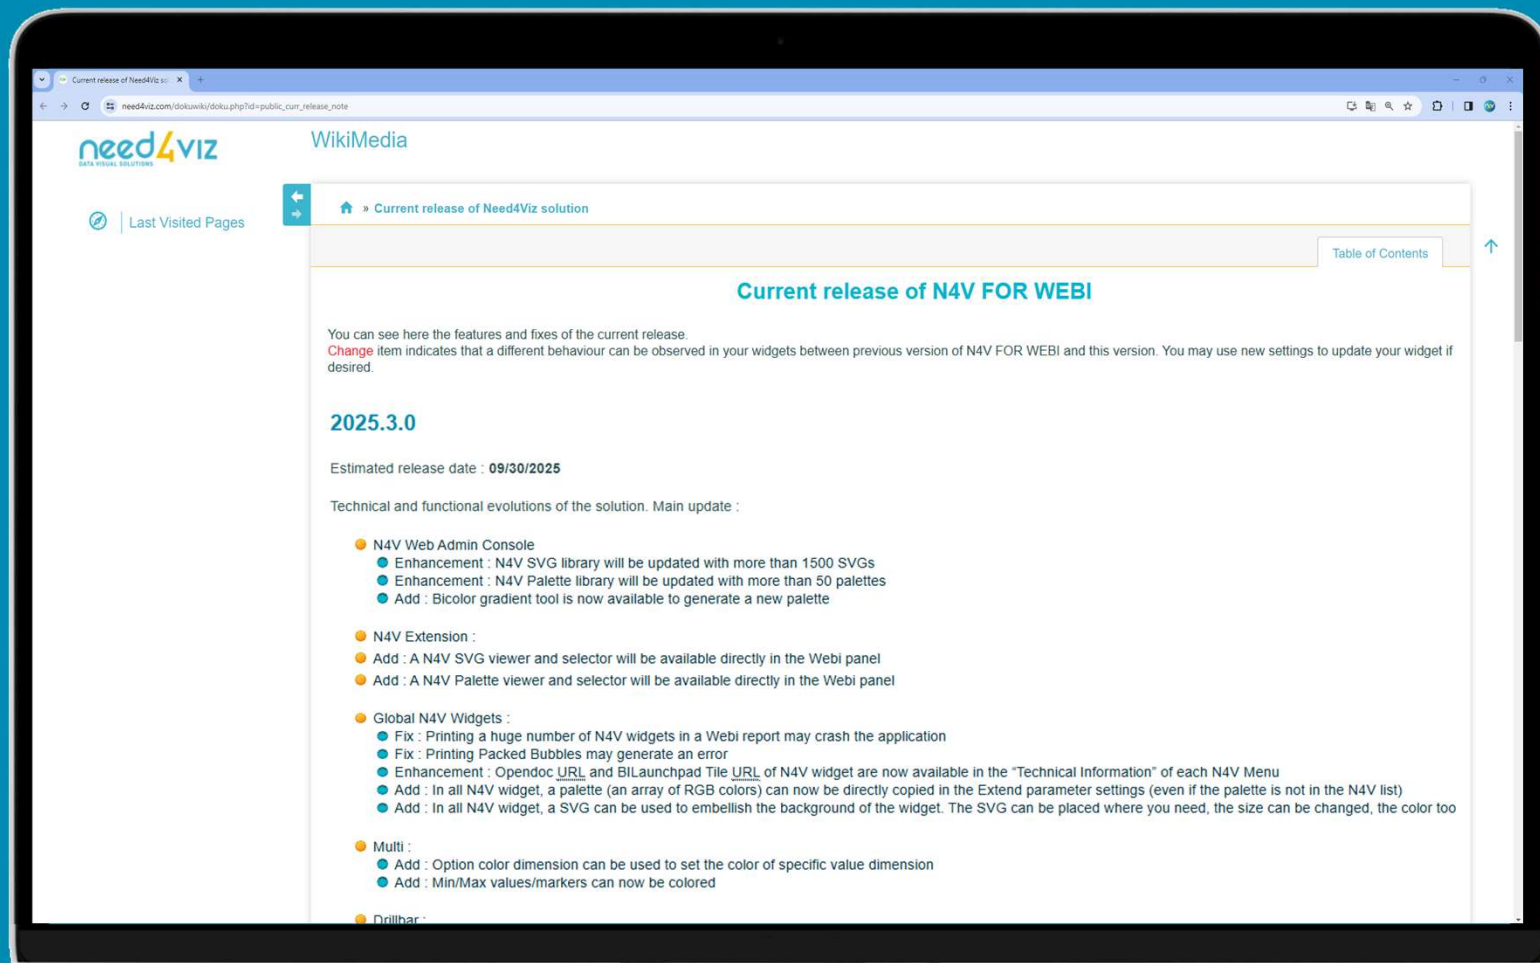 Current release of Need4Viz so
need4viz.com/dokuwiki/doku.php?id=public_curr_release_note
need4viz
DATA VISUAL SOLUTIONS
WikiMedia
Last Visited Pages
» Current release of Need4Viz solution
Table of Contents
Current release of N4V FOR WEBI
You can see here the features and fixes of the current release.
Change item indicates that a different behaviour can be observed in your widgets between previous version of N4V FOR WEBI and this version. You may use new settings to update your widget if
desired.
2025.3.0
Estimated release date : 09/30/2025
Technical and functional evolutions of the solution. Main update :
N4V Web Admin Console
Enhancement : N4V SVG library will be updated with more than 1500 SVGs
Enhancement : N4V Palette library will be updated with more than 50 palettes
Add : Bicolor gradient tool is now available to generate a new palette
N4V Extension :
Add : A N4V SVG viewer and selector will be available directly in the Webi panel
Add : A N4V Palette viewer and selector will be available directly in the Webi panel
Global N4V Widgets :
Fix : Printing a huge number of N4V widgets in a Webi report may crash the application
Fix : Printing Packed Bubbles may generate an error
Enhancement : Opendoc URL and BILaunchpad Tile URL of N4V widget are now available in the “Technical Information” of each N4V Menu
Add : In all N4V widget, a palette (an array of RGB colors) can now be directly copied in the Extend parameter settings (even if the palette is not in the N4V list)
Add : In all N4V widget, a SVG can be used to embellish the background of the widget. The SVG can be placed where you need, the size can be changed, the color too
Multi :
Add : Option color dimension can be used to set the color of specific value dimension
Add : Min/Max values/markers can now be colored
Drillbar :